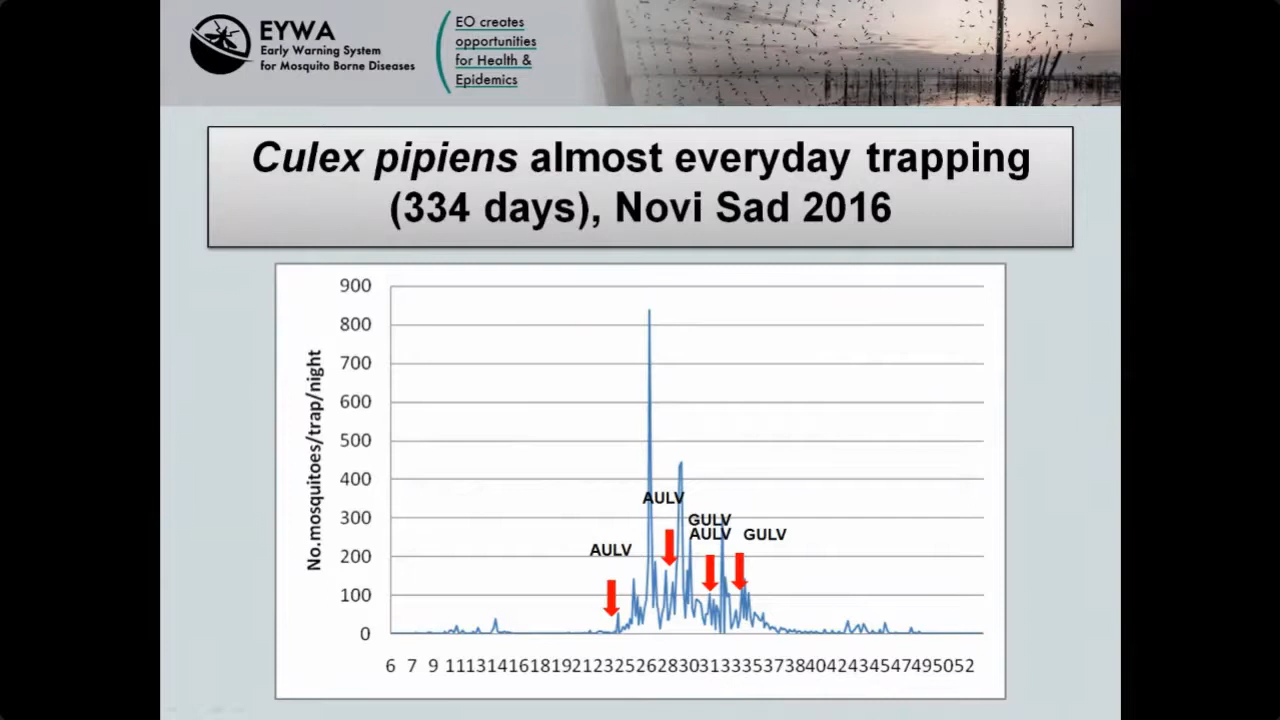 EYWA
Early Warning System
for Mosquito Borne Diseases
EO creates
opportunities
for Health &
Epidemics
Culex pipiens almost everyday trapping
(334 days), Novi Sad 2016
900
800
700
600
500
400
300
200
100
0
No.mosquitoes/trap/night
AULV
AULV
GULV
AULV
GULV
6 7 9 11131416181921232526283031333537384042434547495052